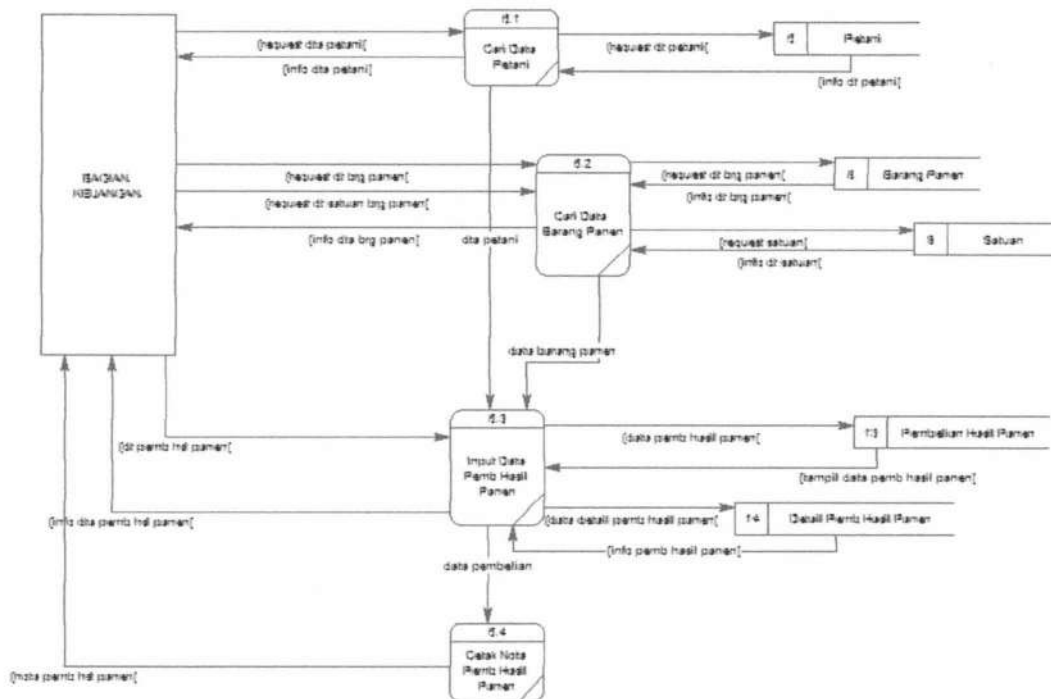 6.1
Cari Data
Petani
[request dta petani[
[info dta petani[
[request dt petani[
Petani
[info dt petani[
BAGIAN
KEUANGAN
6.2
Cari Data
Barang Panen
[request dt brg panen[
[request dt satuan brg panen[
[info dta brg panen[
[request dt brg panen[
[info dt brg panen[
Barang Panen
[request satuan[
[info dt satuan[
9
Satuan
dta petani
data barang panen
6.3
Input Data
Pemb Hasil
Panen
[dt pemb hsl panen[
[info dta pemb hsl panen[
[data pemb hasil panen[
13
Pembelian Hasil Panen
[tampil data pemb hasil panen[
[data detail pemb hasil panen[
14
Detail Pemb Hasil Panen
[info pemb hasil panen[
data pembelian
6.4
Cetak Nota
Pemb Hasil
Panen
[nota pemb hsl panen[